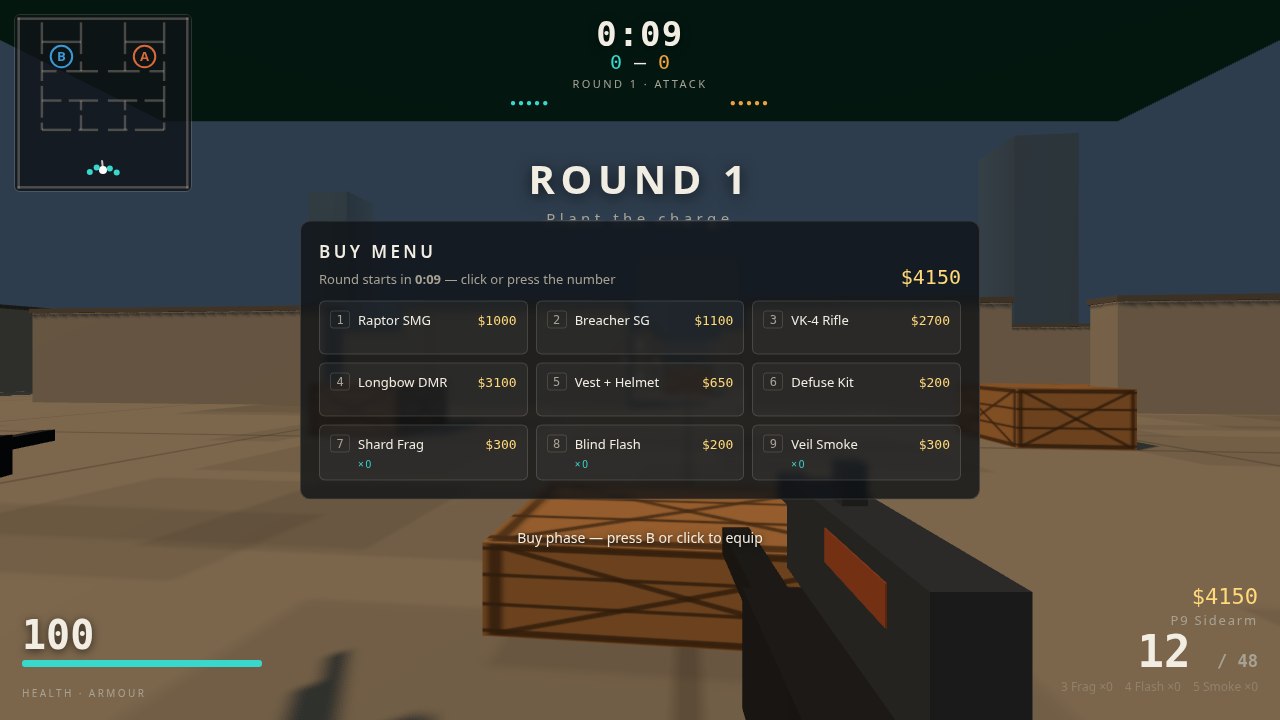 B
A
0:09
0 — 0
ROUND 1 · ATTACK
ROUND 1
Plant the charge
BUY MENU
Round starts in 0:09 — click or press the number
$4150
1 Raptor SMG $1000
2 Breacher SG $1100
3 VK-4 Rifle $2700
4 Longbow DMR $3100
5 Vest + Helmet $650
6 Defuse Kit $200
7 Shard Frag $300
×0
8 Blind Flash $200
×0
9 Veil Smoke $300
×0
Buy phase — press B or click to equip
100
HEALTH · ARMOUR
$4150
P9 Sidearm
12 / 48
3 Frag ×0 4 Flash ×0 5 Smoke ×0